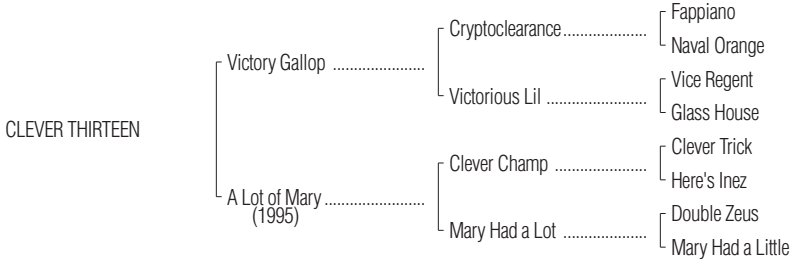 Fappiano
Cryptoclearance.....................
Naval Orange
Victory Gallop .......................
Vice Regent
Victorious Lil .........................
Glass House
CLEVER THIRTEEN
Clever Trick
Clever Champ .......................
Here's Inez
A Lot of Mary .........................
(1995)
Double Zeus
Mary Had a Lot .....................
Mary Had a Little